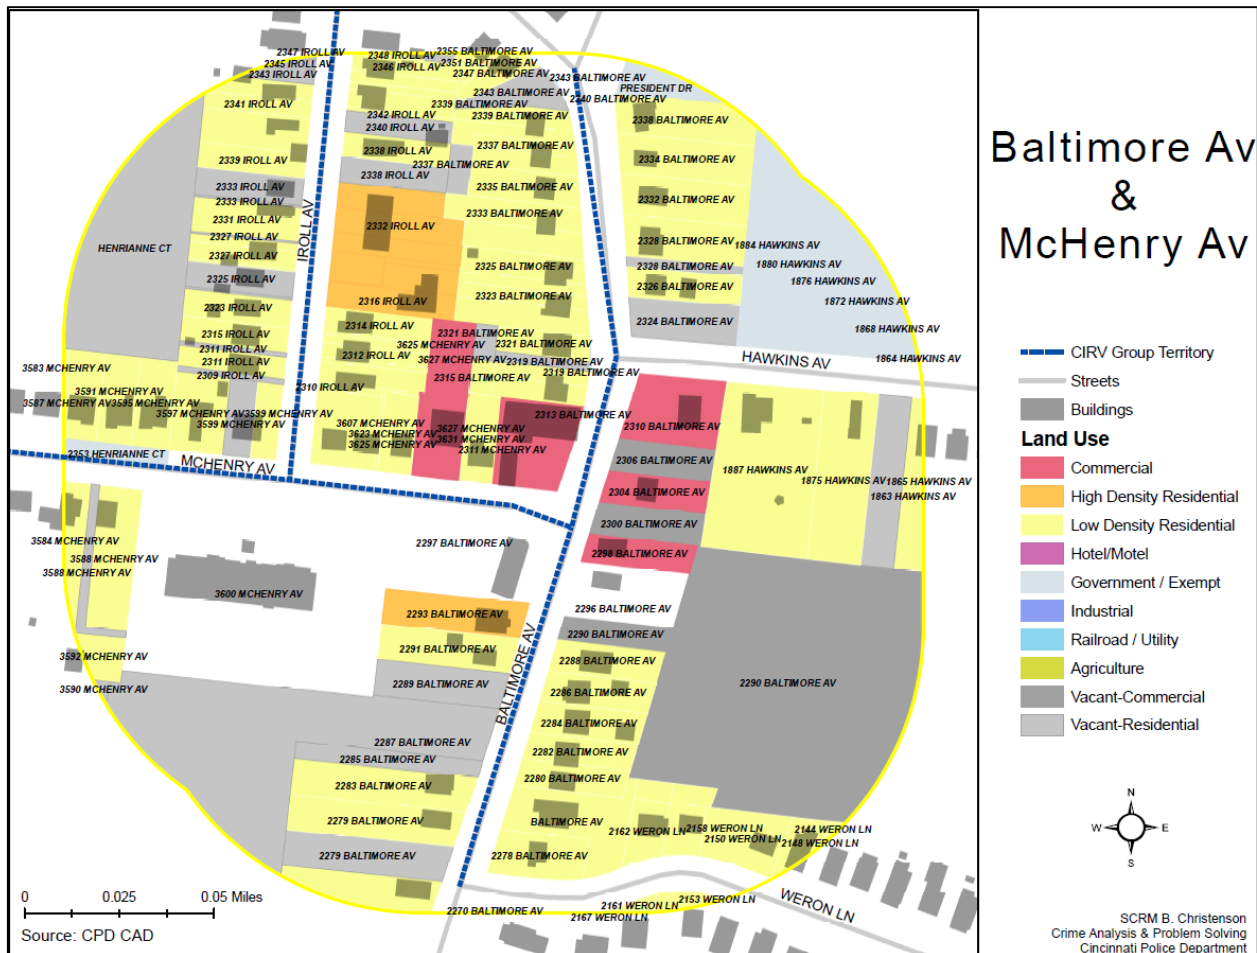 Baltimore Av
&
McHenry Av
CIRV Group Territory
Streets
Buildings
Land Use
Commercial
High Density Residential
Low Density Residential
Hotel/Motel
Government / Exempt
Industrial
Railroad / Utility
Agriculture
Vacant-Commercial
Vacant-Residential
N
W E
S
SCRM B. Christenson
Crime Analysis & Problem Solving
Cincinnati Police Department
0 0.025 0.05 Miles
Source: CPD CAD
IROLL AV
MCHENRY AV
BALTIMORE AV
HAWKINS AV
WERON LN
2347 IROLL AV
2345 IROLL AV
2343 IROLL AV
2341 IROLL AV
2339 IROLL AV
2333 IROLL AV
2333 IROLL AV
2331 IROLL AV
2327 IROLL AV
2327 IROLL AV
2325 IROLL AV
2323 IROLL AV
2315 IROLL AV
2311 IROLL AV
2311 IROLL AV
2309 IROLL AV
HENRIANNE CT
3583 MCHENRY AV
3591 MCHENRY AV
3587 MCHENRY AV
3595 MCHENRY AV
3597 MCHENRY AV
3599 MCHENRY AV
3599 MCHENRY AV
2353 HENRIANNE CT
2348 IROLL AV
2346 IROLL AV
2342 IROLL AV
2340 IROLL AV
2338 IROLL AV
2338 IROLL AV
2332 IROLL AV
2316 IROLL AV
2314 IROLL AV
2312 IROLL AV
2310 IROLL AV
2355 BALTIMORE AV
2351 BALTIMORE AV
2347 BALTIMORE AV
2343 BALTIMORE AV
2343 BALTIMORE AV
2340 BALTIMORE AV
2339 BALTIMORE AV
2339 BALTIMORE AV
2337 BALTIMORE AV
2337 BALTIMORE AV
2335 BALTIMORE AV
2333 BALTIMORE AV
2325 BALTIMORE AV
2323 BALTIMORE AV
2321 BALTIMORE AV
3625 MCHENRY AV
2321 BALTIMORE AV
3627 MCHENRY AV
2319 BALTIMORE AV
2319 BALTIMORE AV
2315 BALTIMORE AV
2313 BALTIMORE AV
3607 MCHENRY AV
3623 MCHENRY AV
3625 MCHENRY AV
3627 MCHENRY AV
3631 MCHENRY AV
2311 MCHENRY AV
PRESIDENT DR
2338 BALTIMORE AV
2334 BALTIMORE AV
2332 BALTIMORE AV
2328 BALTIMORE AV
2328 BALTIMORE AV
2326 BALTIMORE AV
2324 BALTIMORE AV
1884 HAWKINS AV
1880 HAWKINS AV
1876 HAWKINS AV
1872 HAWKINS AV
1868 HAWKINS AV
1864 HAWKINS AV
2310 BALTIMORE AV
2306 BALTIMORE AV
2304 BALTIMORE AV
2300 BALTIMORE AV
2298 BALTIMORE AV
1887 HAWKINS AV
1875 HAWKINS AV
1865 HAWKINS AV
1863 HAWKINS AV
3584 MCHENRY AV
3588 MCHENRY AV
3588 MCHENRY AV
3592 MCHENRY AV
3590 MCHENRY AV
3600 MCHENRY AV
2297 BALTIMORE AV
2293 BALTIMORE AV
2291 BALTIMORE AV
2289 BALTIMORE AV
2287 BALTIMORE AV
2285 BALTIMORE AV
2283 BALTIMORE AV
2279 BALTIMORE AV
2279 BALTIMORE AV
2270 BALTIMORE AV
2296 BALTIMORE AV
2290 BALTIMORE AV
2290 BALTIMORE AV
2288 BALTIMORE AV
2286 BALTIMORE AV
2284 BALTIMORE AV
2282 BALTIMORE AV
2280 BALTIMORE AV
BALTIMORE AV
2278 BALTIMORE AV
2162 WERON LN
2158 WERON LN
2150 WERON LN
2144 WERON LN
2148 WERON LN
2153 WERON LN
2161 WERON LN
2167 WERON LN